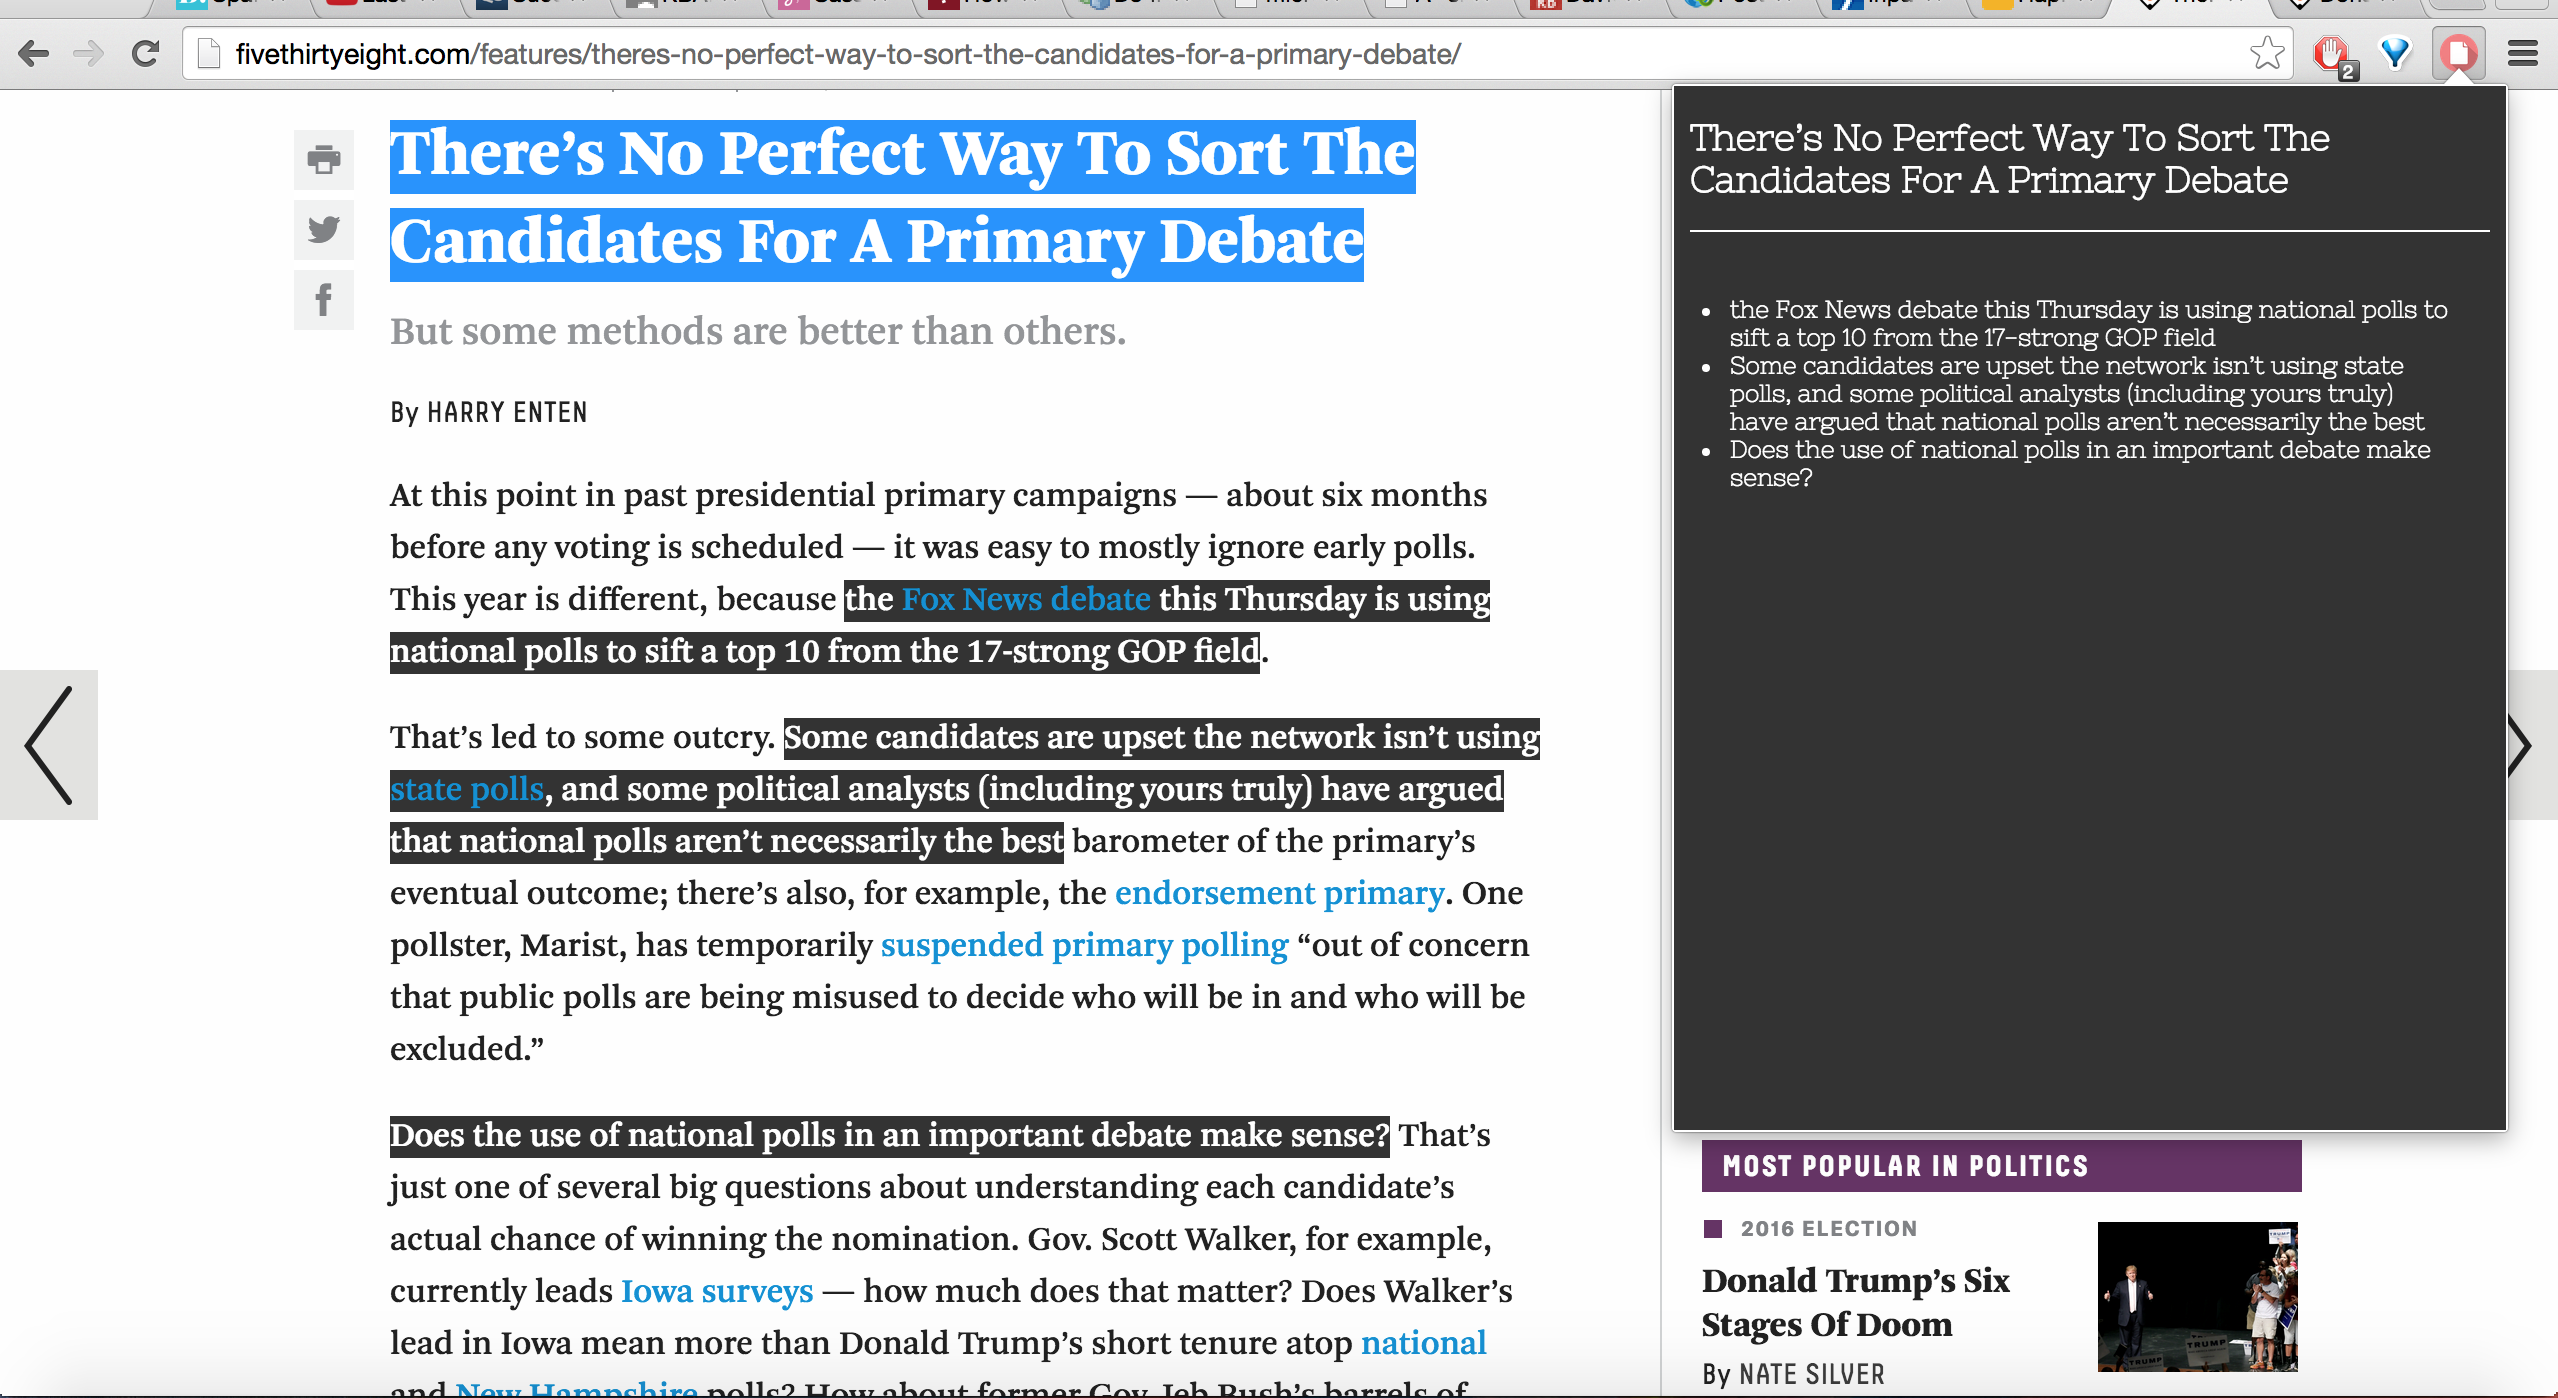 fivethirtyeight.com/features/theres-no-perfect-way-to-sort-the-candidates-for-a-primary-debate/
2
There’s No Perfect Way To Sort The
Candidates For A Primary Debate
But some methods are better than others.
By HARRY ENTEN
At this point in past presidential primary campaigns — about six months
before any voting is scheduled — it was easy to mostly ignore early polls.
This year is different, because the Fox News debate this Thursday is using
national polls to sift a top 10 from the 17-strong GOP field.
That’s led to some outcry. Some candidates are upset the network isn’t using
state polls, and some political analysts (including yours truly) have argued
that national polls aren’t necessarily the best barometer of the primary’s
eventual outcome; there’s also, for example, the endorsement primary. One
pollster, Marist, has temporarily suspended primary polling “out of concern
that public polls are being misused to decide who will be in and who will be
excluded.”
Does the use of national polls in an important debate make sense? That’s
just one of several big questions about understanding each candidate’s
actual chance of winning the nomination. Gov. Scott Walker, for example,
currently leads Iowa surveys — how much does that matter? Does Walker’s
lead in Iowa mean more than Donald Trump’s short tenure atop national
and New Hampshire polls? How about former Gov. Jeb Bush’s barrels of
There’s No Perfect Way To Sort The
Candidates For A Primary Debate
• the Fox News debate this Thursday is using national polls to
sift a top 10 from the 17-strong GOP field
• Some candidates are upset the network isn’t using state
polls, and some political analysts (including yours truly)
have argued that national polls aren’t necessarily the best
• Does the use of national polls in an important debate make
sense?
MOST POPULAR IN POLITICS
2016 ELECTION
Donald Trump’s Six
Stages Of Doom
By NATE SILVER
TRUMP
TRUMP
TRUMP